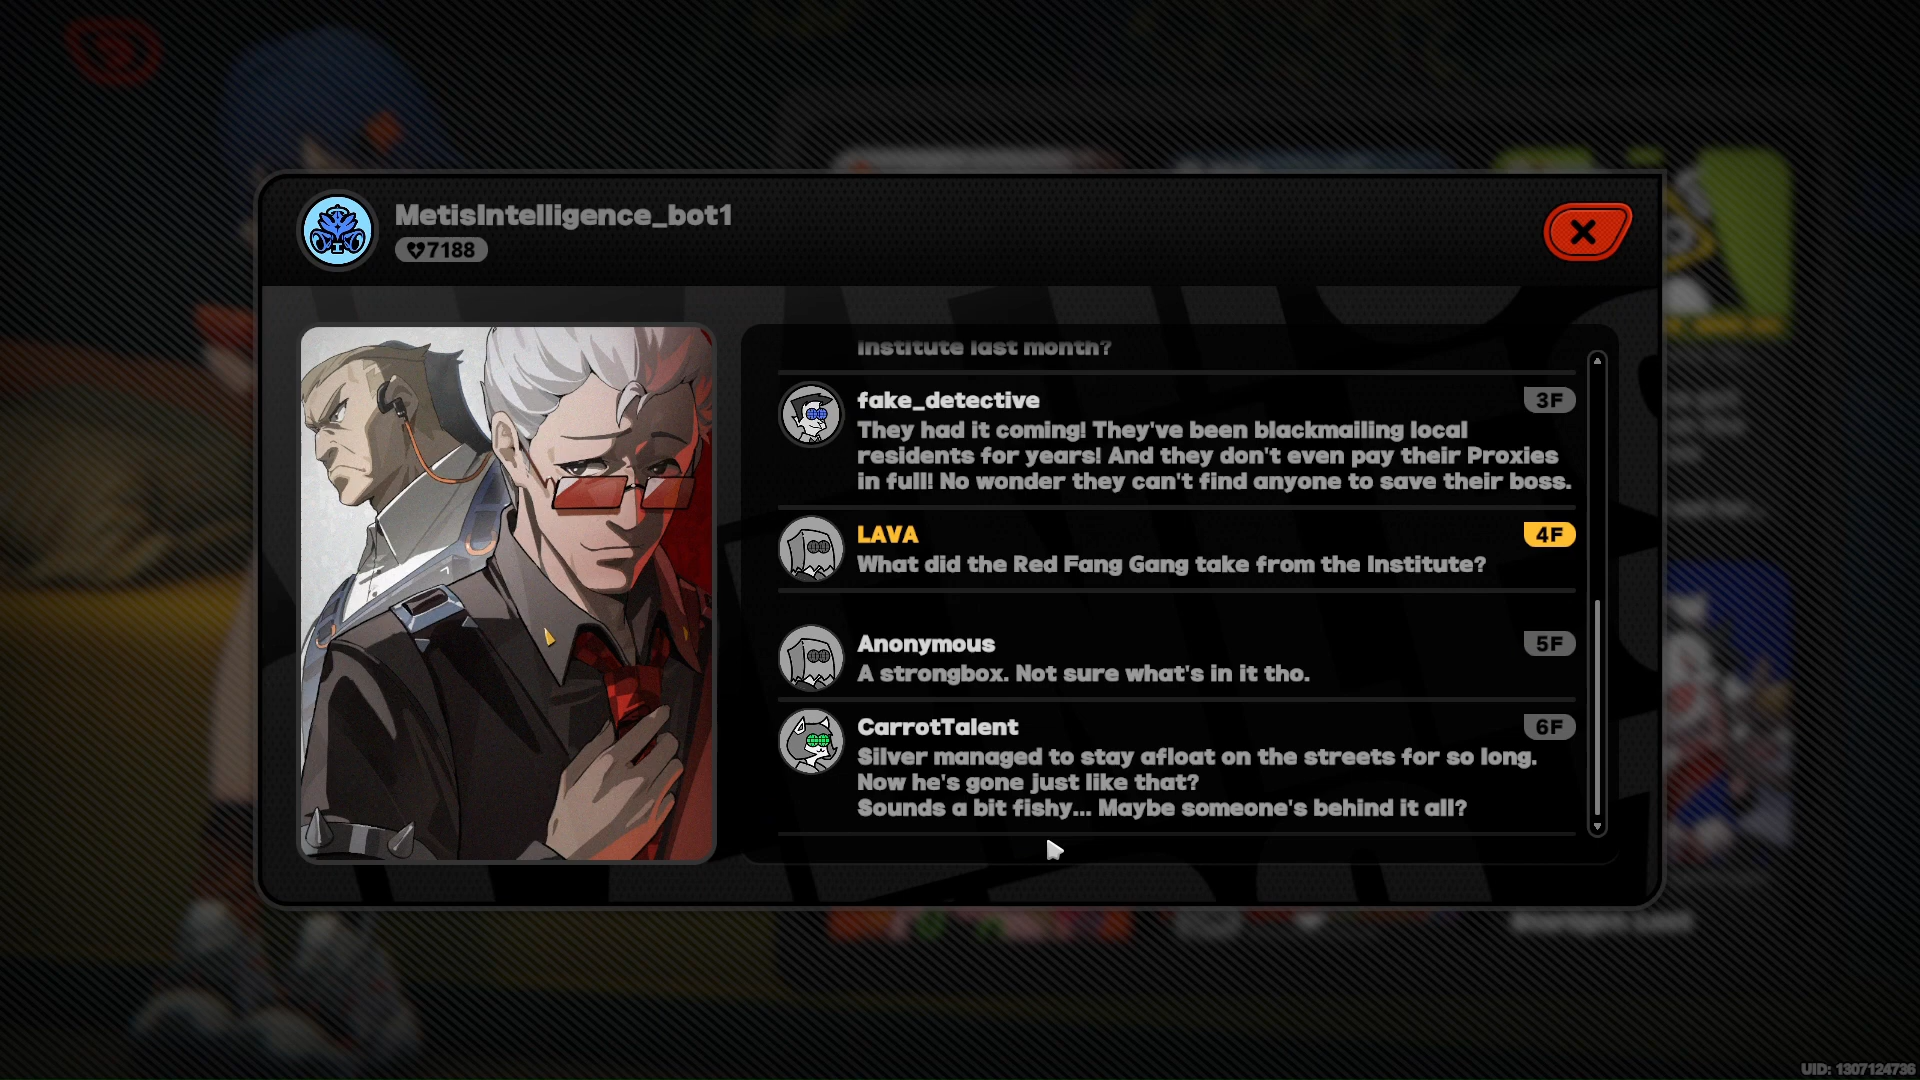 MetisIntelligence_bot1
7188
Institute last month?
fake_detective
3F
They had it coming! They've been blackmailing local
residents for years! And they don't even pay their Proxies
in full! No wonder they can't find anyone to save their boss.
LAVA
4F
What did the Red Fang Gang take from the Institute?
Anonymous
5F
A strongbox. Not sure what's in it tho.
CarrotTalent
6F
Silver managed to stay afloat on the streets for so long.
Now he's gone just like that?
Sounds a bit fishy... Maybe someone's behind it all?
UID: 1307124736